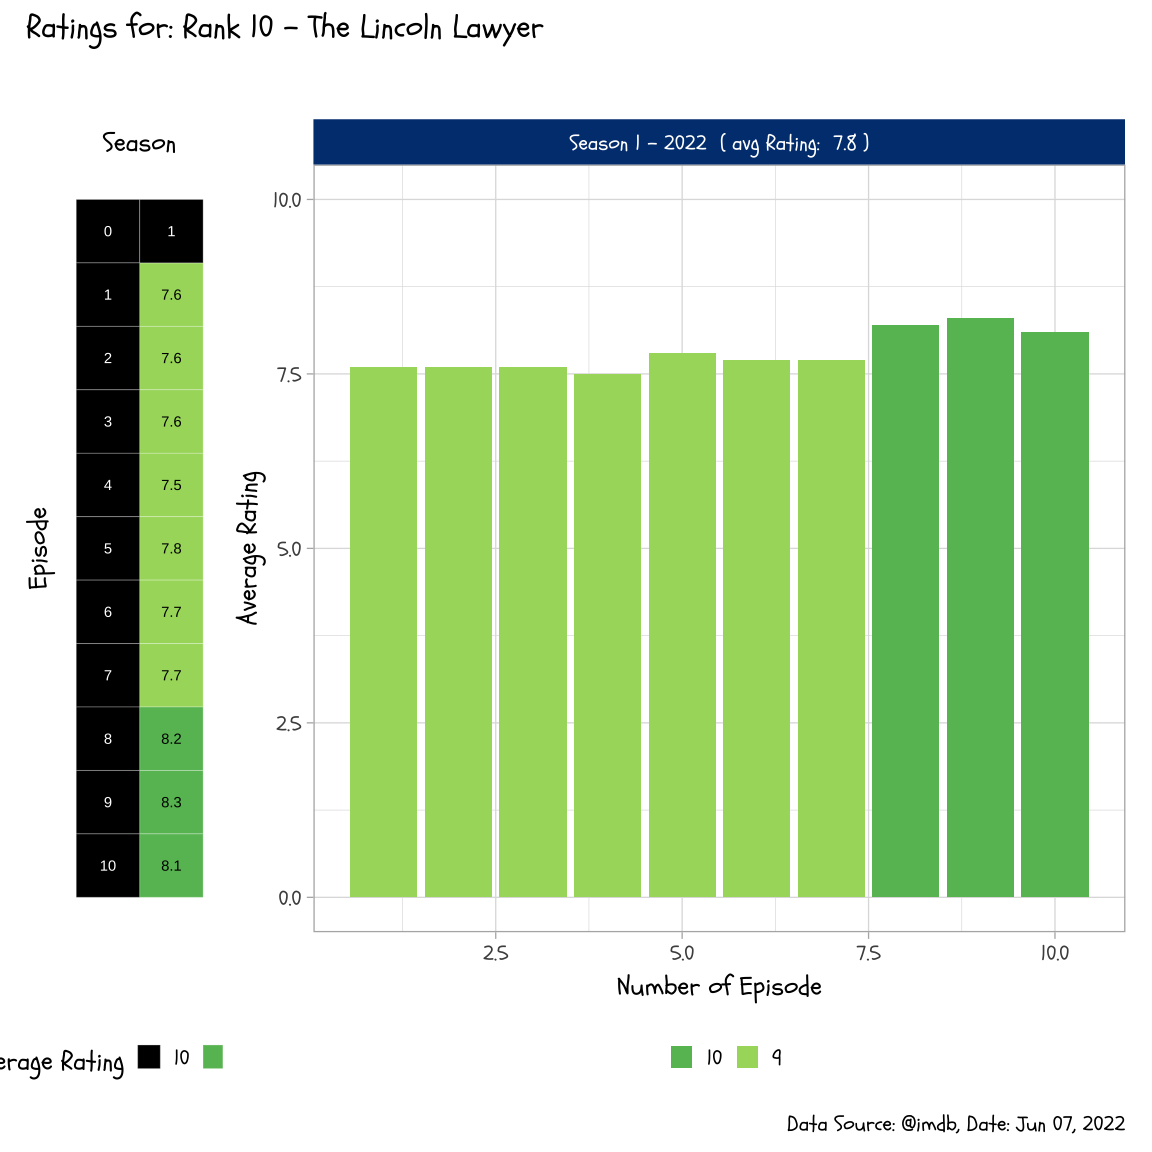 Ratings for: Rank 10 - The Lincoln Lawyer
Season
Season 1 - 2022 ( avg Rating: 7.8 )
0 1
1 7.6
2 7.6
3 7.6
4 7.5
5 7.8
6 7.7
7 7.7
8 8.2
9 8.3
10 8.1
Episode
Average Rating
10.0
7.5
5.0
2.5
0.0
2.5 5.0 7.5 10.0
Number of Episode
erage Rating 10
10 9
Data Source: @imdb, Date: Jun 07, 2022